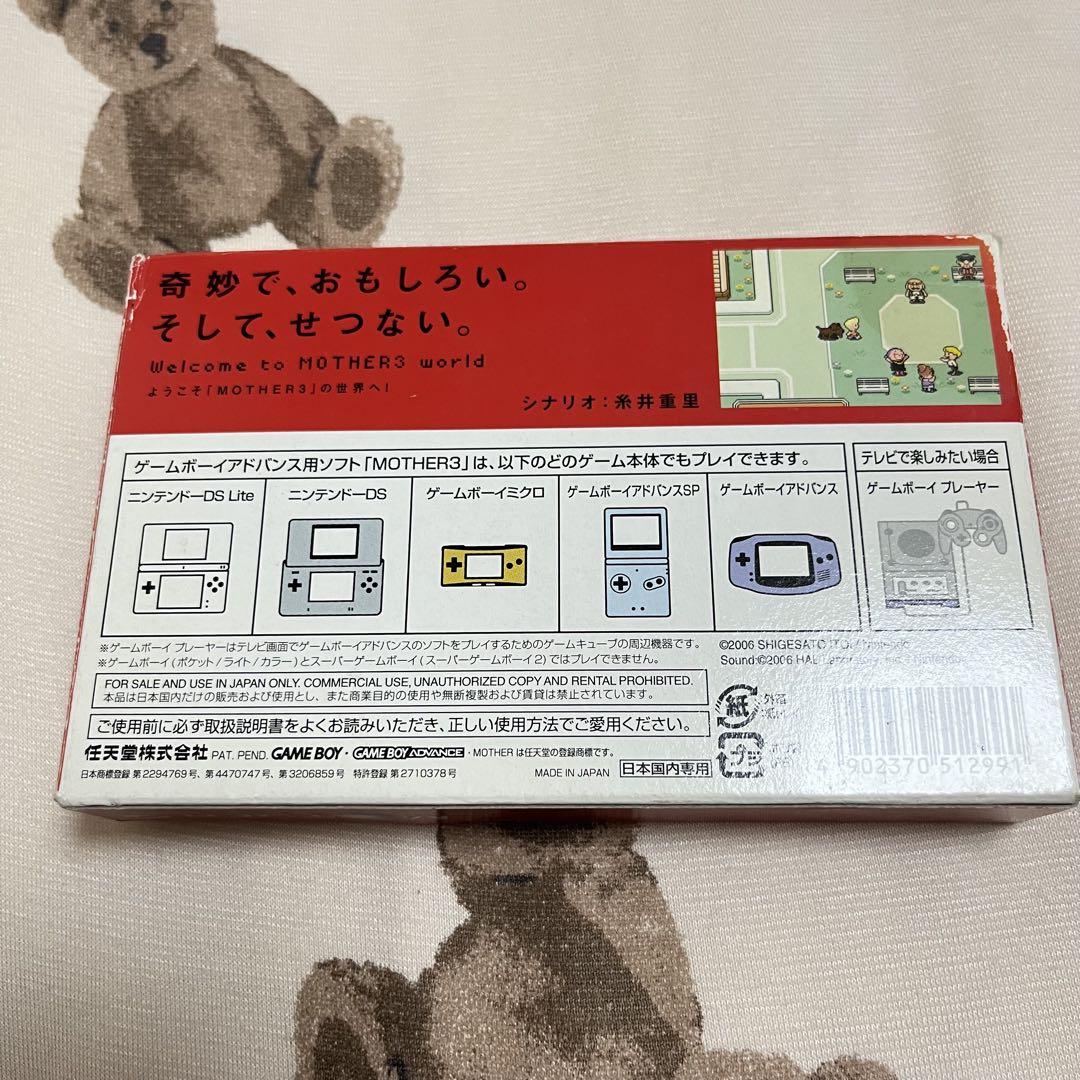 奇妙で、おもしろい。
そして、せつない。
Welcome to MOTHER3 world
ようこそ「MOTHER3」の世界へ!
シナリオ:糸井重里
ゲームボーイアドバンス用ソフト「MOTHER3」は、以下のどのゲーム本体でもプレイできます。
テレビで楽しみたい場合
ニンテンドーDS Lite
ニンテンドーDS
ゲームボーイミクロ
ゲームボーイアドバンスSP
ゲームボーイアドバンス
ゲームボーイ プレーヤー
※ゲームボーイ プレーヤーはテレビ画面でゲームボーイアドバンスのソフトをプレイするためのゲームキューブの周辺機器です。
※ゲームボーイ(ポケット/ライト/カラー)とスーパーゲームボーイ(スーパーゲームボーイ2)ではプレイできません。
©2006 SHIGESATO ITOI / Nintendo
Sound:©2006 HAL Laboratory, Inc. / Nintendo
FOR SALE AND USE IN JAPAN ONLY. COMMERCIAL USE, UNAUTHORIZED COPY AND RENTAL PROHIBITED.
本品は日本国内だけの販売および使用とし、また商業目的の使用や無断複製および賃貸は禁止されています。
ご使用前に必ず取扱説明書をよくお読みいただき、正しい使用方法でご愛用ください。
紙 外箱
プラ
任天堂株式会社 PAT. PEND. GAME BOY・GAME BOY ADVANCE・MOTHER は任天堂の登録商標です。
日本商標登録 第2294769号、第4470747号、第3206859号 特許登録 第2710378号
MADE IN JAPAN
日本国内専用
4 902370 512991